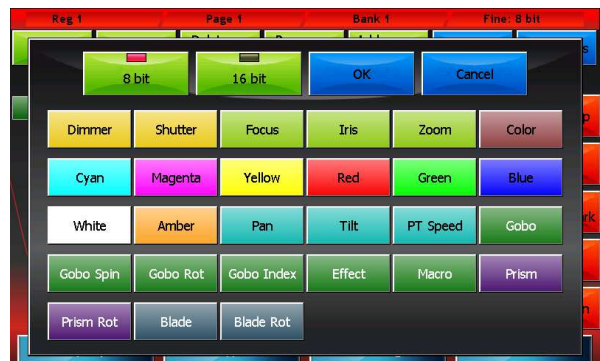 Reg 1 Page 1 Bank 1 Fine: 8 bit
8 bit 16 bit OK Cancel
Dimmer Shutter Focus Iris Zoom Color
Cyan Magenta Yellow Red Green Blue
White Amber Pan Tilt PT Speed Gobo
Gobo Spin Gobo Rot Gobo Index Effect Macro Prism
Prism Rot Blade Blade Rot